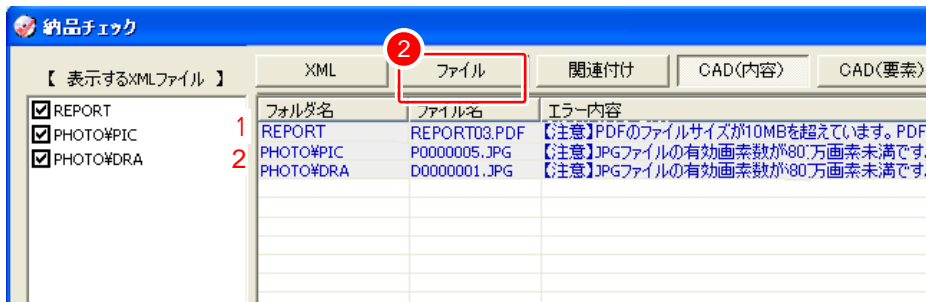 納品チェック
2
【 表示するXMLファイル 】
XML ファイル 関連付け CAD(内容) CAD(要素)
REPORT
PHOTO¥PIC
PHOTO¥DRA
1
2
フォルダ名 ファイル名 エラー内容
REPORT REPORT03.PDF 【注意】PDFのファイルサイズが10MBを超えています。PDF
PHOTO¥PIC P0000005.JPG 【注意】JPGファイルの有効画素数が80万画素未満です。
PHOTO¥DRA D0000001.JPG 【注意】JPGファイルの有効画素数が80万画素未満です。